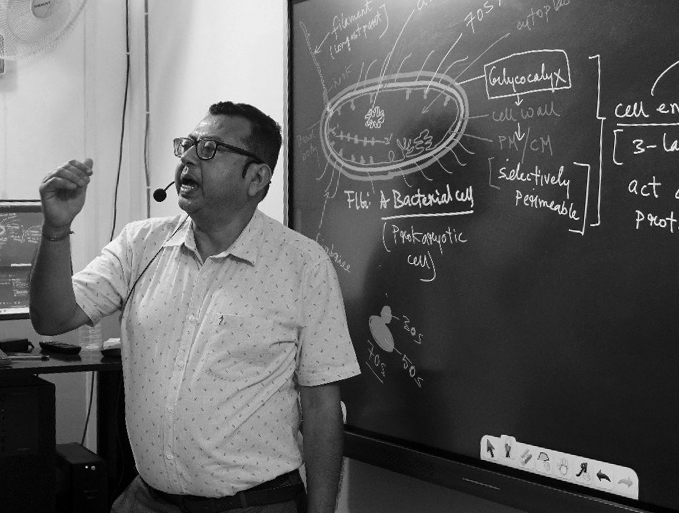 filament
(longest part)
70S
cytoplas
Glycocalyx
cell wall
PM/CM
[selectively
Permeable]
cell en
[3-la
act a
Prot
FIG: A Bacterial cell
(Prokaryotic
cell)
30S
50S
70S